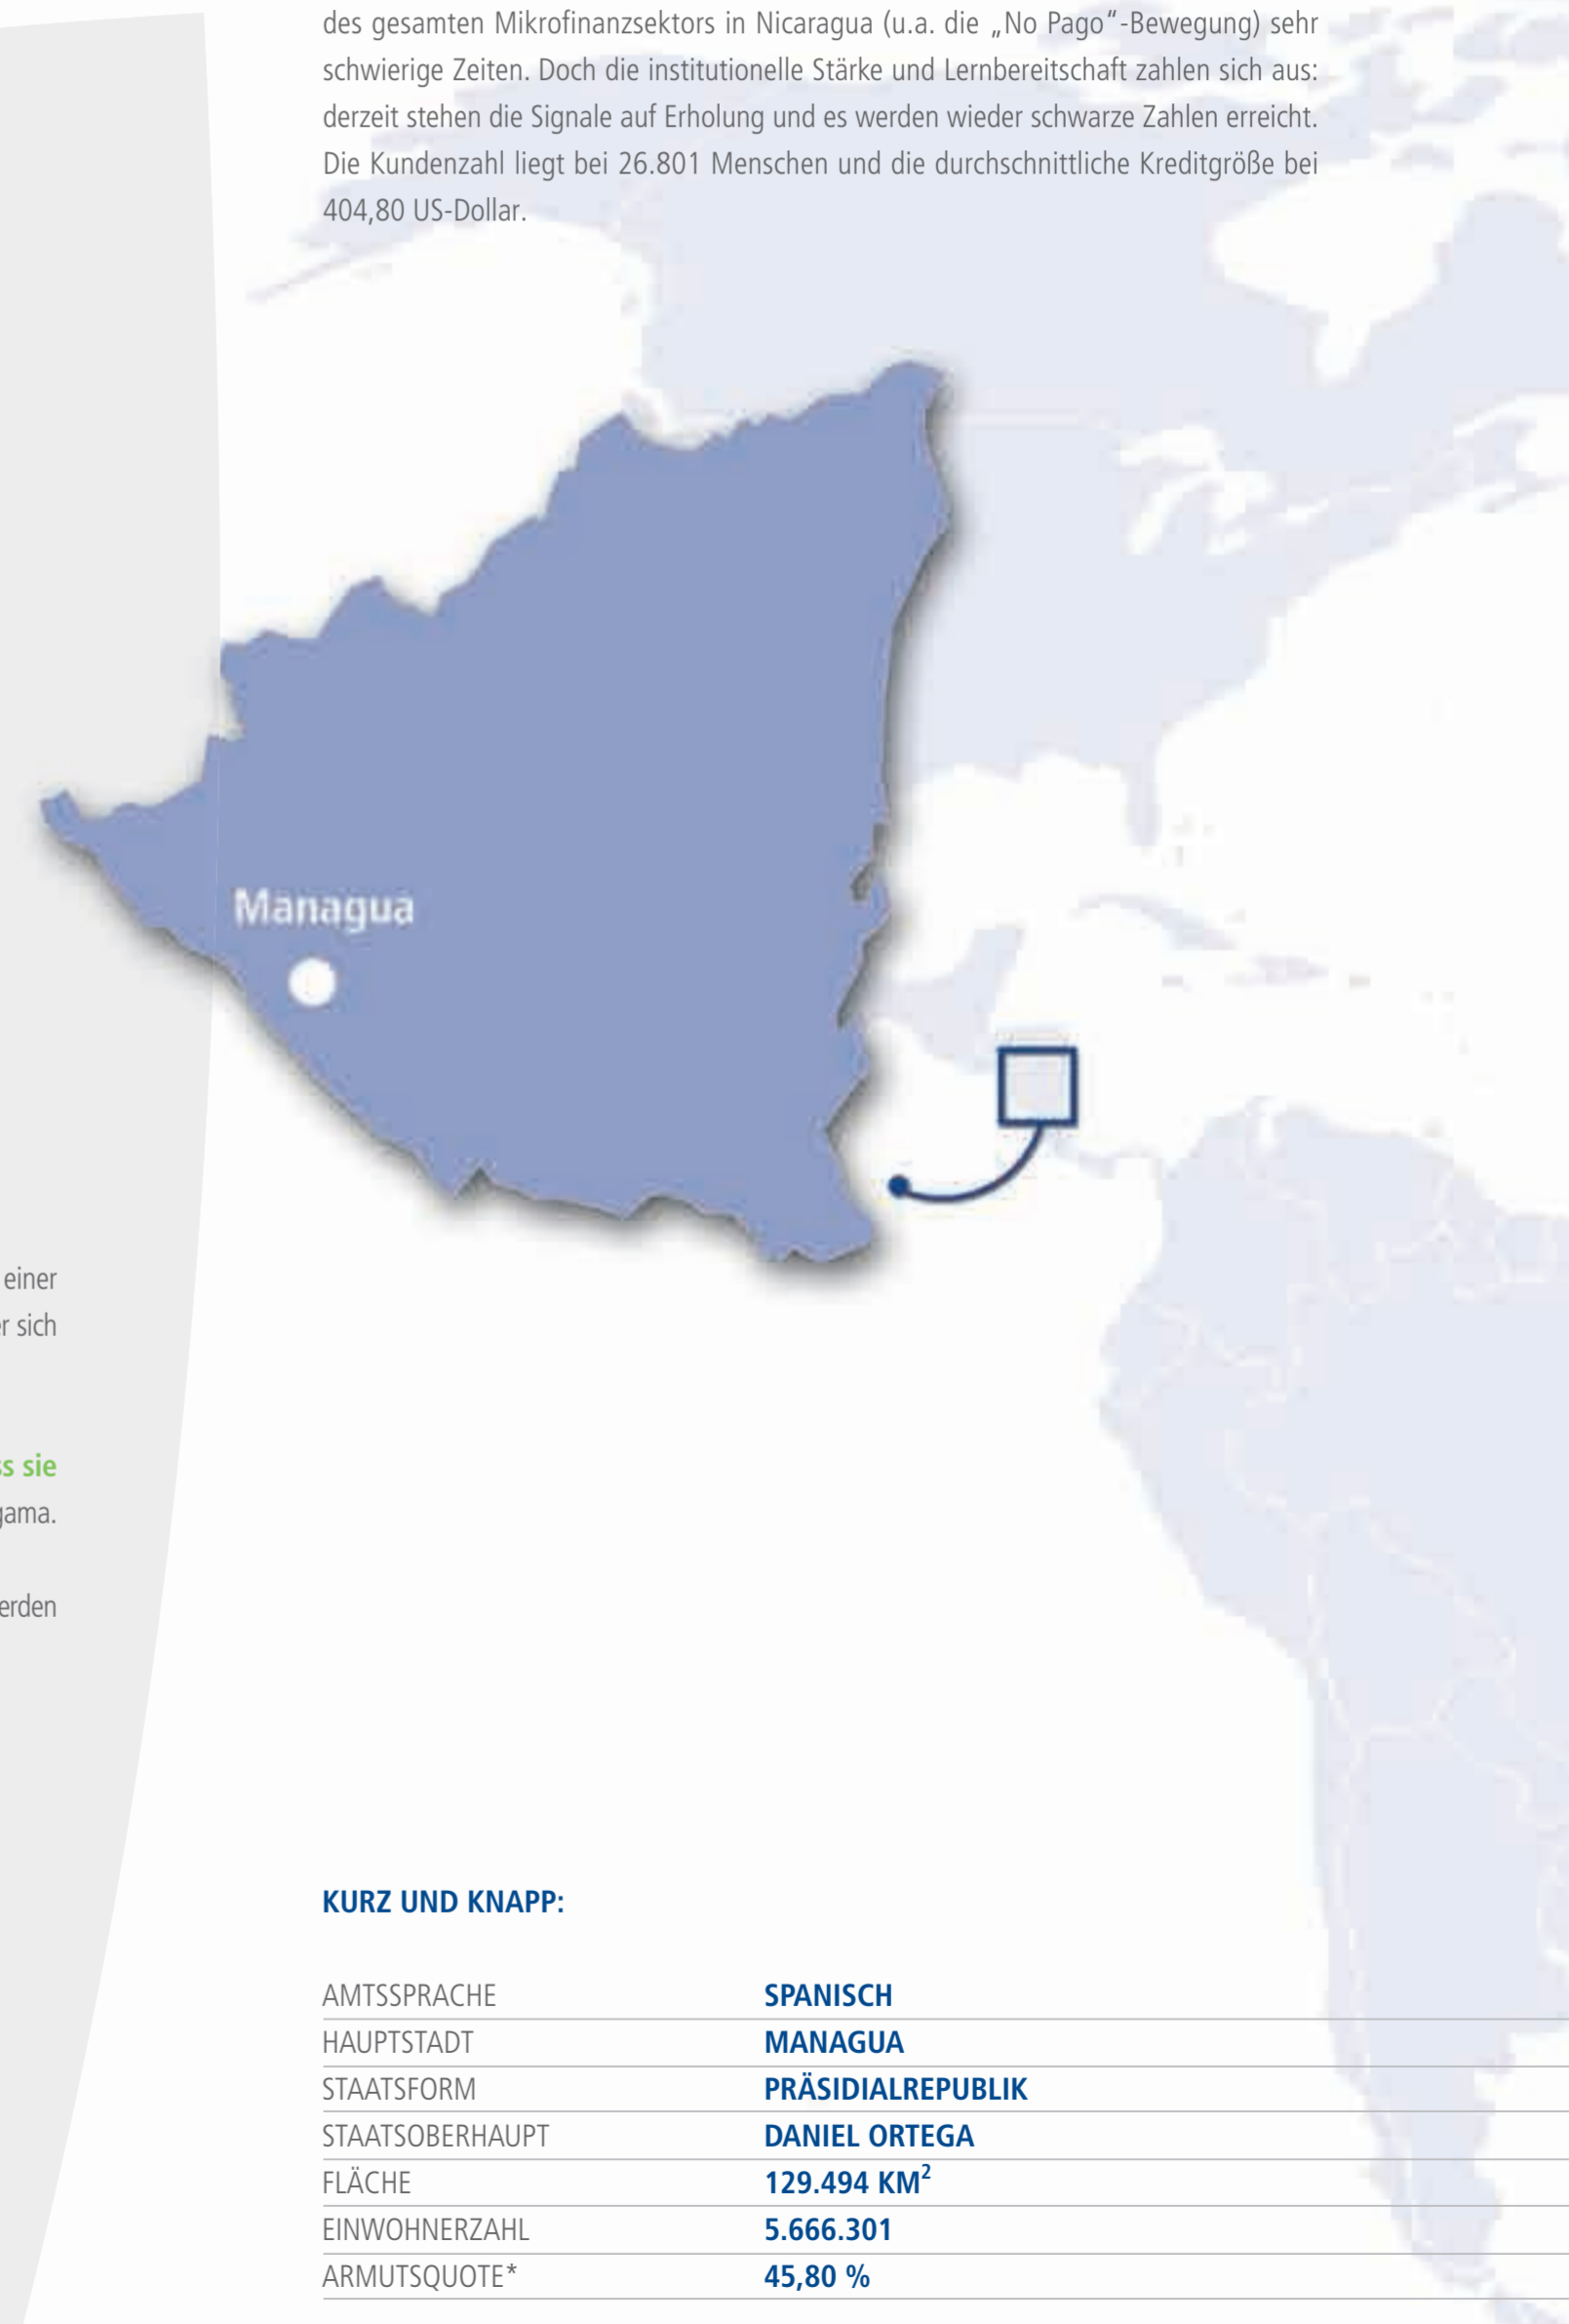 des gesamten Mikrofinanzsektors in Nicaragua (u.a. die „No Pago“-Bewegung) sehr
schwierige Zeiten. Doch die institutionelle Stärke und Lernbereitschaft zahlen sich aus:
derzeit stehen die Signale auf Erholung und es werden wieder schwarze Zahlen erreicht.
Die Kundenzahl liegt bei 26.801 Menschen und die durchschnittliche Kreditgröße bei
404,80 US-Dollar.
Managua
einer
sich
sie
KURZ UND KNAPP:
AMTSSPRACHE SPANISCH
HAUPTSTADT MANAGUA
STAATSFORM PRÄSIDIALREPUBLIK
STAATSOBERHAUPT DANIEL ORTEGA
FLÄCHE 129.494 KM²
EINWOHNERZAHL 5.666.301
ARMUTSQUOTE* 45,80 %